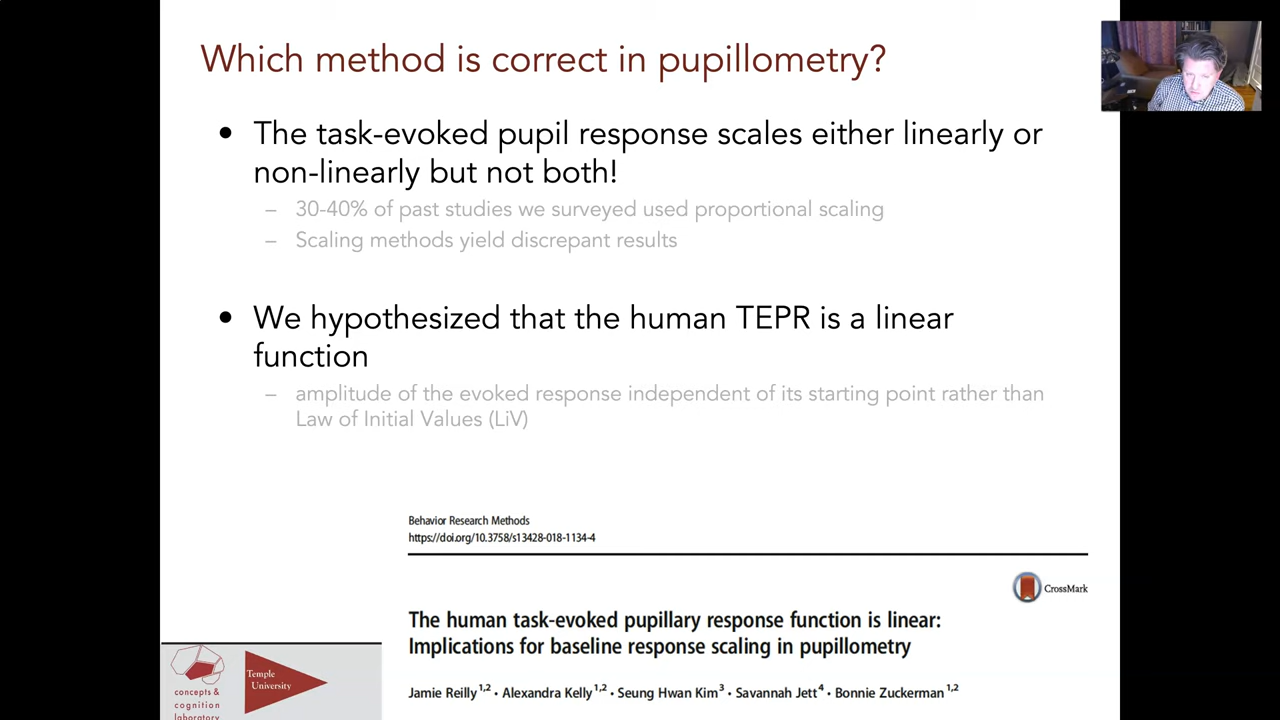 Which method is correct in pupillometry?
• The task-evoked pupil response scales either linearly or
non-linearly but not both!
– 30-40% of past studies we surveyed used proportional scaling
– Scaling methods yield discrepant results
• We hypothesized that the human TEPR is a linear
function
– amplitude of the evoked response independent of its starting point rather than
Law of Initial Values (LiV)
Behavior Research Methods
https://doi.org/10.3758/s13428-018-1134-4
CrossMark
The human task-evoked pupillary response function is linear:
Implications for baseline response scaling in pupillometry
Jamie Reilly1,2 • Alexandra Kelly1,2 • Seung Hwan Kim3 • Savannah Jett4 • Bonnie Zuckerman1,2
concepts &
cognition
laboratory
Temple
University